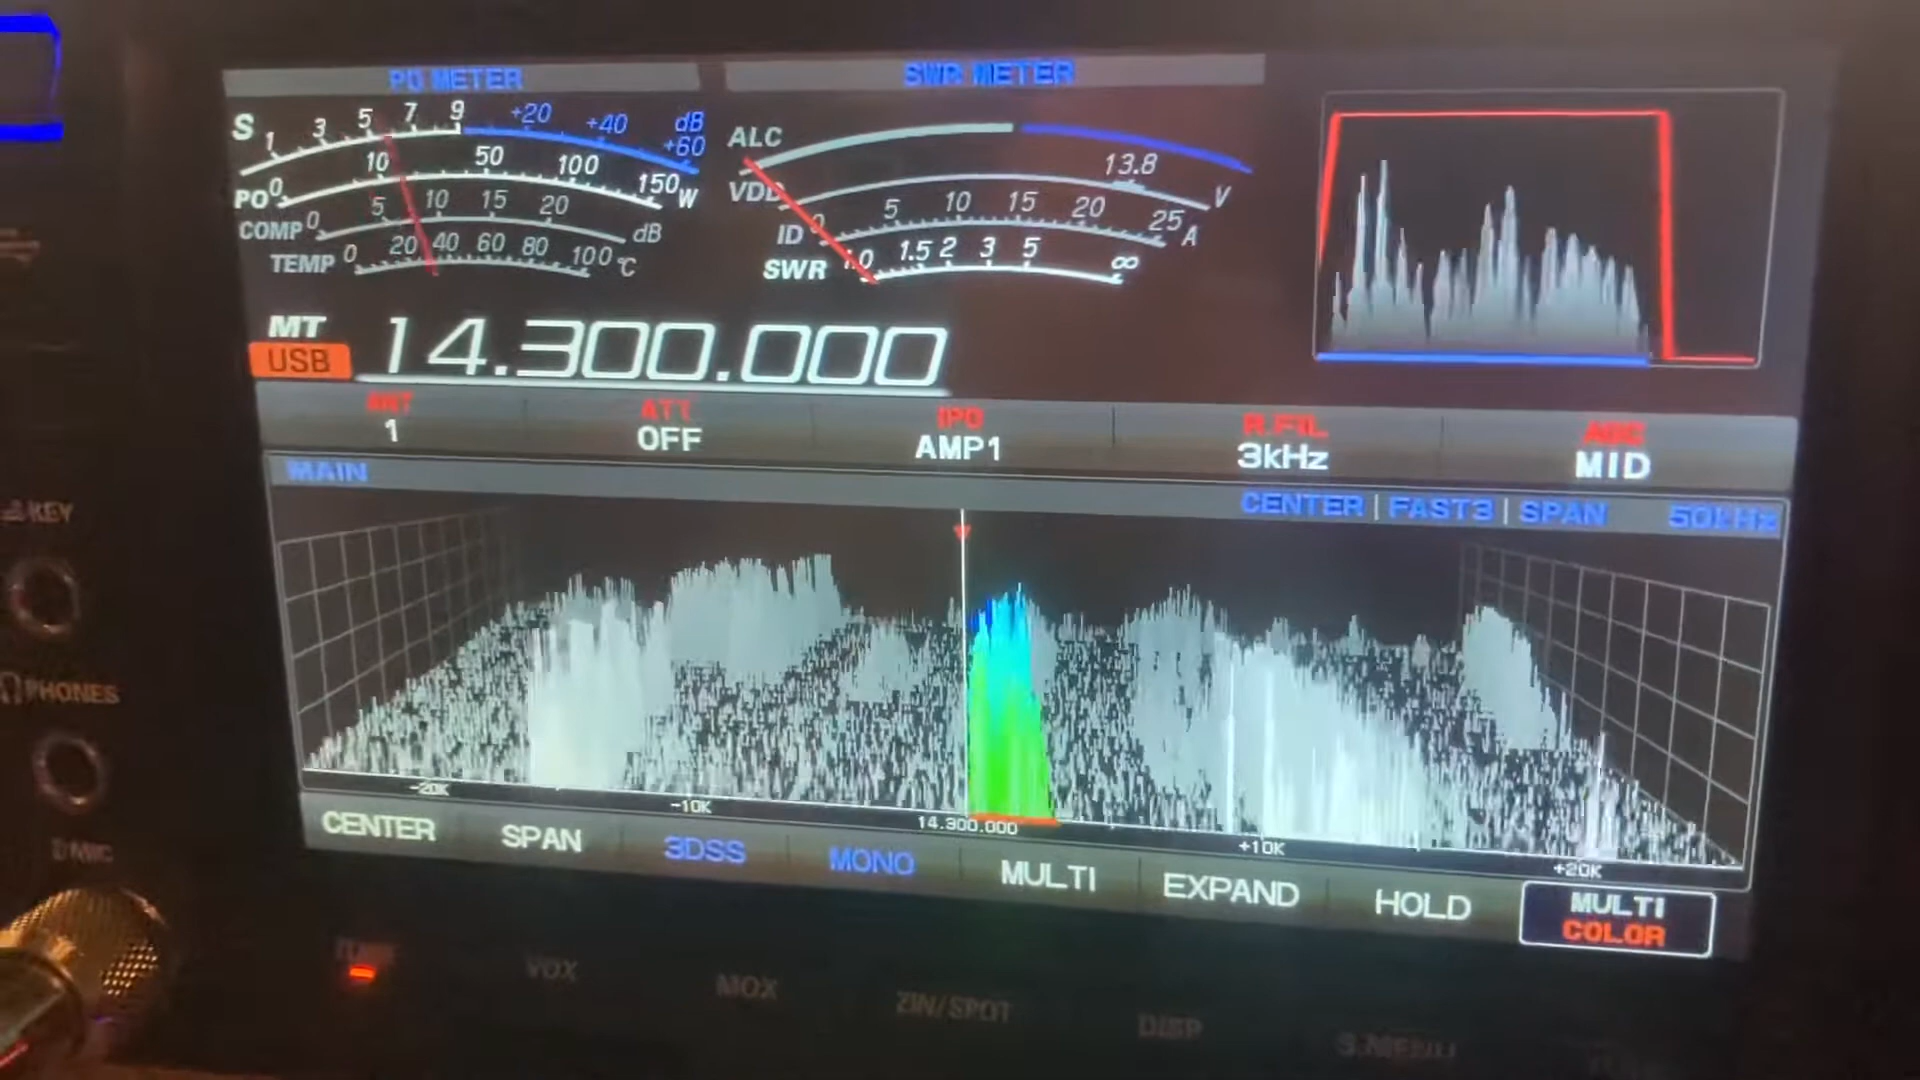 PO METER
SWR METER
S 1 3 5 7 9 +20 +40 +60 dB
PO 0 10 50 100 150 W
COMP 0 5 10 15 20 dB
TEMP 0 20 40 60 80 100 °C
ALC
VDD 13.8 V
ID 0 5 10 15 20 25 A
SWR 1.0 1.5 2 3 5 ∞
MT
USB 14.300.000
ANT ATT IPO R.FIL AGC
1 OFF AMP1 3kHz MID
MAIN
CENTER | FAST3 | SPAN 50kHz
KEY
PHONES
MIC
-20K -10K 14.300.000 +10K +20K
CENTER SPAN 3DSS MONO MULTI EXPAND HOLD MULTI
COLOR
TUNE VOX MOX ZIN/SPOT DISP S.MENU